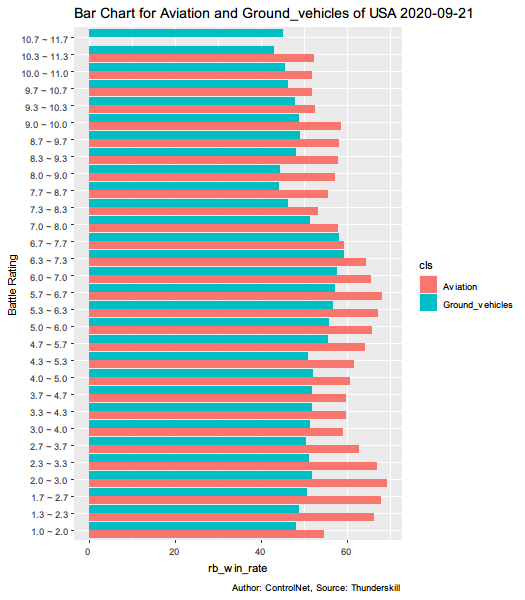 Bar Chart for Aviation and Ground_vehicles of USA 2020-09-21
Battle Rating
10.7 ~ 11.7
10.3 ~ 11.3
10.0 ~ 11.0
9.7 ~ 10.7
9.3 ~ 10.3
9.0 ~ 10.0
8.7 ~ 9.7
8.3 ~ 9.3
8.0 ~ 9.0
7.7 ~ 8.7
7.3 ~ 8.3
7.0 ~ 8.0
6.7 ~ 7.7
6.3 ~ 7.3
6.0 ~ 7.0
5.7 ~ 6.7
5.3 ~ 6.3
5.0 ~ 6.0
4.7 ~ 5.7
4.3 ~ 5.3
4.0 ~ 5.0
3.7 ~ 4.7
3.3 ~ 4.3
3.0 ~ 4.0
2.7 ~ 3.7
2.3 ~ 3.3
2.0 ~ 3.0
1.7 ~ 2.7
1.3 ~ 2.3
1.0 ~ 2.0
0 20 40 60
rb_win_rate
cls
Aviation
Ground_vehicles
Author: ControlNet, Source: Thunderskill